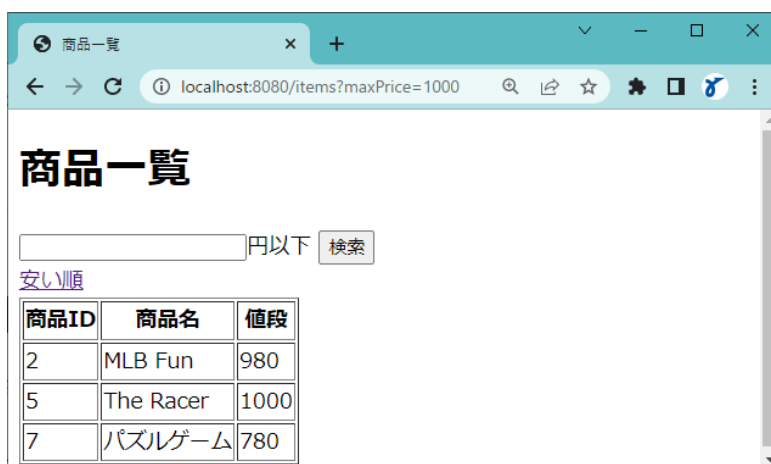 商品一覧
localhost:8080/items?maxPrice=1000
商品一覧
円以下 検索
安い順
商品ID 商品名 値段
2 MLB Fun 980
5 The Racer 1000
7 パズルゲーム 780